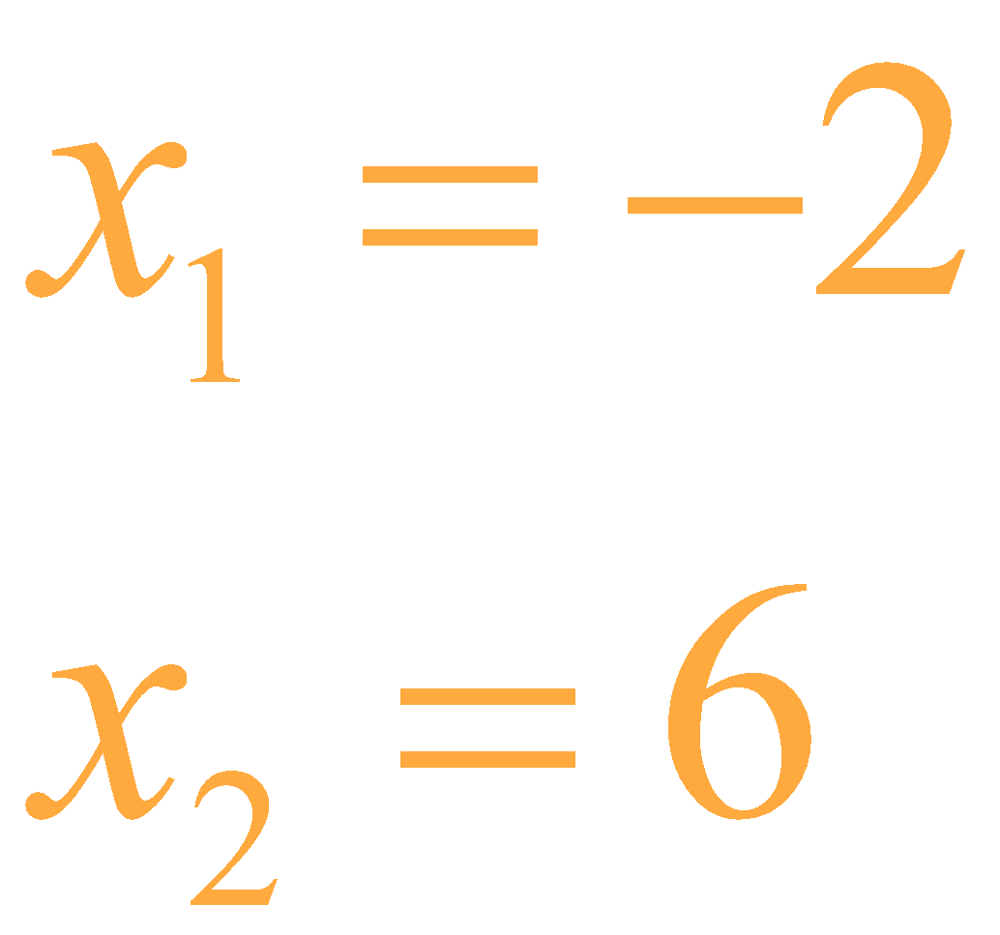 x₁ = −2
x₂ = 6